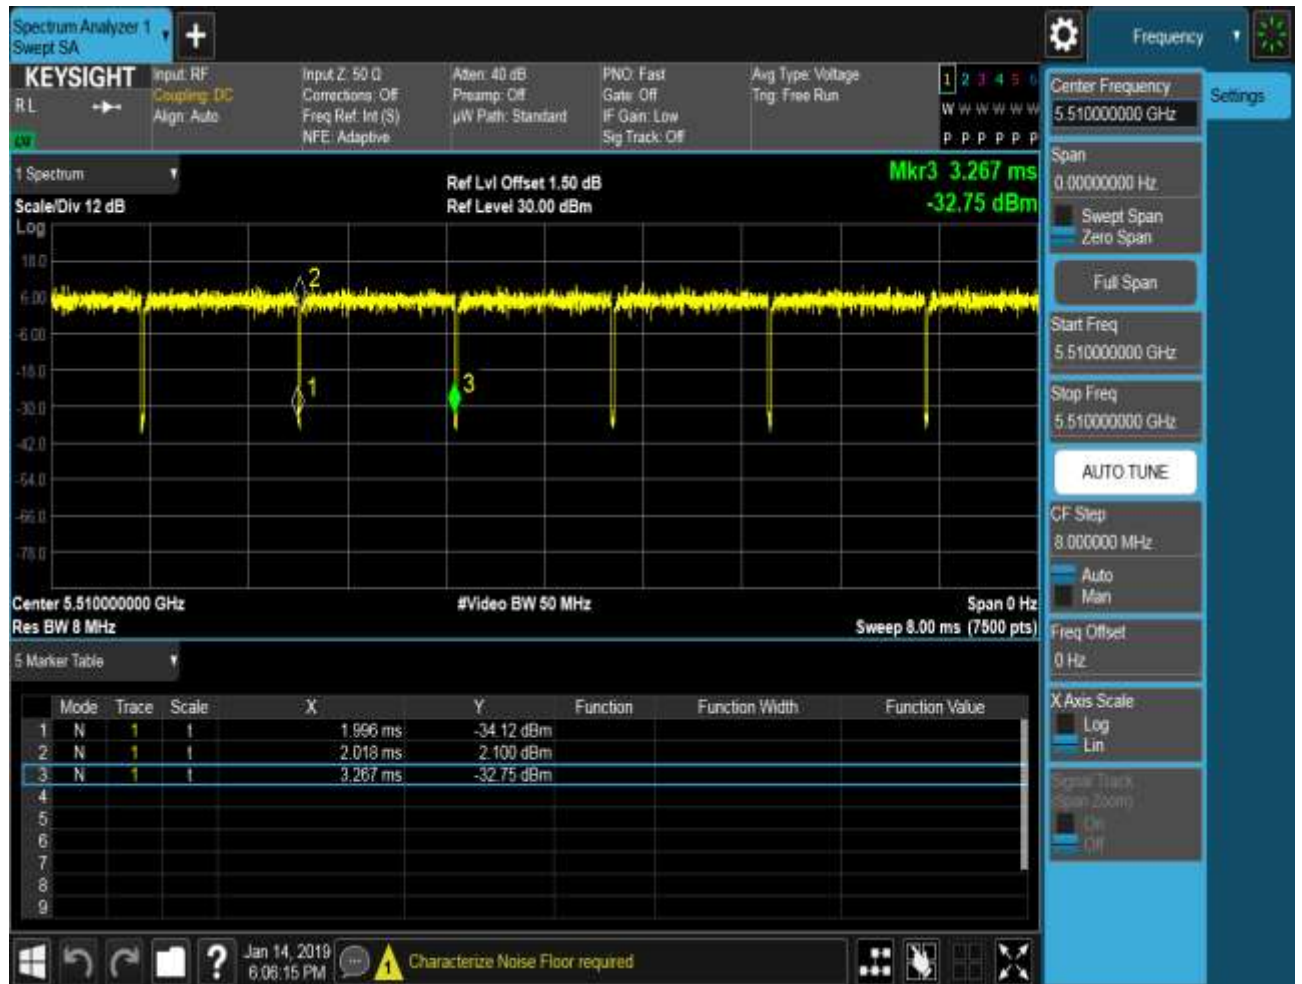 Spectrum Analyzer 1
Swept SA
+
Frequency
KEYSIGHT
RL
Input: RF
Coupling: DC
Align: Auto
Input Z: 50 Ω
Corrections: Off
Freq Ref: Int (S)
NFE: Adaptive
Atten: 40 dB
Preamp: Off
µW Path: Standard
PNO: Fast
Gate: Off
IF Gain: Low
Sig Track: Off
Avg Type: Voltage
Trig: Free Run
1 2 3 4 5 6
W W W W W W
P P P P P P
1 Spectrum
Scale/Div 12 dB
Ref Lvl Offset 1.50 dB
Ref Level 30.00 dBm
Mkr3 3.267 ms
-32.75 dBm
Log
18.0
6.00
-6.00
-18.0
-30.0
-42.0
-54.0
-66.0
-78.0
2
1
3
Center 5.510000000 GHz
#Video BW 50 MHz
Span 0 Hz
Res BW 8 MHz
Sweep 8.00 ms (7500 pts)
5 Marker Table
Mode Trace Scale X Y Function Function Width Function Value
1 N 1 t 1.996 ms -34.12 dBm
2 N 1 t 2.018 ms 2.100 dBm
3 N 1 t 3.267 ms -32.75 dBm
4
5
6
7
8
9
Jan 14, 2019
6:06:15 PM
?
1
Characterize Noise Floor required
Center Frequency
5.510000000 GHz
Settings
Span
0.00000000 Hz
Swept Span
Zero Span
Full Span
Start Freq
5.510000000 GHz
Stop Freq
5.510000000 GHz
AUTO TUNE
CF Step
8.000000 MHz
Auto
Man
Freq Offset
0 Hz
X Axis Scale
Log
Lin
Signal Track
(Span Zoom)
On
Off